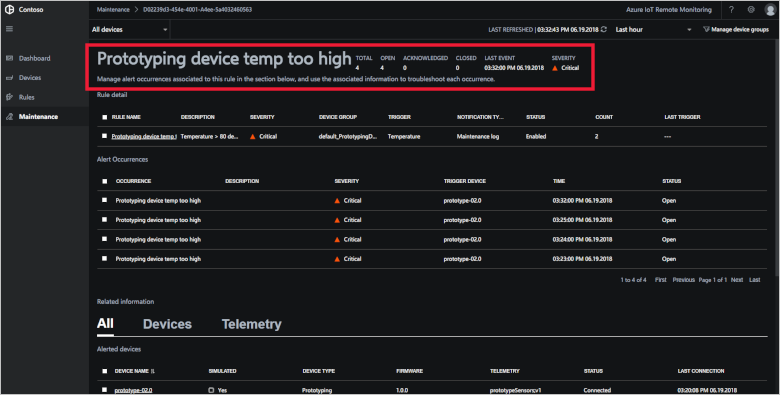 Contoso
Maintenance > D02239d3-454e-4001-A4ee-5a4032460563
Azure IoT Remote Monitoring
?
All devices
LAST REFRESHED | 03:32:43 PM 06.19.2018
Last hour
Manage device groups
Dashboard
Devices
Rules
Maintenance
Prototyping device temp too high
TOTAL OPEN ACKNOWLEDGED CLOSED LAST EVENT SEVERITY
4 4 0 0 03:32:00 PM 06.19.2018 Critical
Manage alert occurrences associated to this rule in the section below, and use the associated information to troubleshoot each occurrence.
Rule detail
RULE NAME DESCRIPTION SEVERITY DEVICE GROUP TRIGGER NOTIFICATION TY... STATUS COUNT LAST TRIGGER
Prototyping device temp t Temperature > 80 de... Critical default_PrototypingD... Temperature Maintenance log Enabled 2 ---
Alert Occurrences
OCCURRENCE DESCRIPTION SEVERITY TRIGGER DEVICE TIME STATUS
Prototyping device temp too high Critical prototype-02.0 03:32:00 PM 06.19.2018 Open
Prototyping device temp too high Critical prototype-02.0 03:25:00 PM 06.19.2018 Open
Prototyping device temp too high Critical prototype-02.0 03:24:00 PM 06.19.2018 Open
Prototyping device temp too high Critical prototype-02.0 03:23:00 PM 06.19.2018 Open
1 to 4 of 4 First Previous Page 1 of 1 Next Last
Related information
All Devices Telemetry
Alerted devices
DEVICE NAME SIMULATED DEVICE TYPE FIRMWARE TELEMETRY STATUS LAST CONNECTION
prototype-02.0 Yes Prototyping 1.0.0 prototypeSensors;v1 Connected 03:20:08 PM 06.19.2018